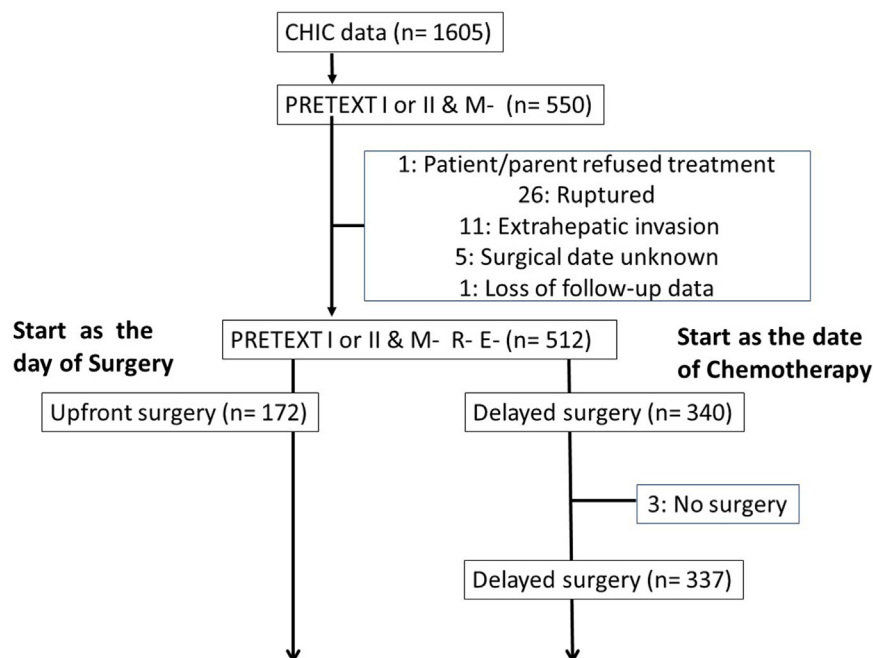 CHIC data (n= 1605)
PRETEXT I or II & M- (n= 550)
1: Patient/parent refused treatment
26: Ruptured
11: Extrahepatic invasion
5: Surgical date unknown
1: Loss of follow-up data
Start as the
day of Surgery
PRETEXT I or II & M- R- E- (n= 512)
Start as the date
of Chemotherapy
Upfront surgery (n= 172)
Delayed surgery (n= 340)
3: No surgery
Delayed surgery (n= 337)